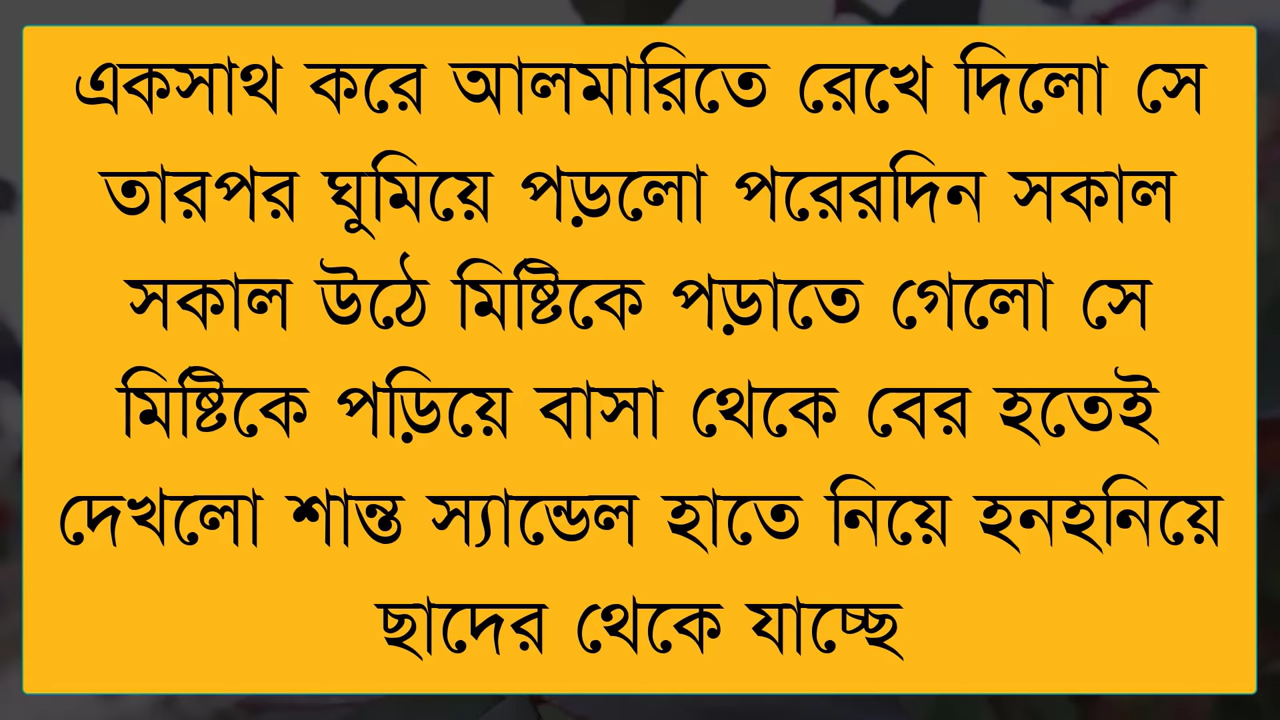 একসাথ করে আলমারিতে রেখে দিলো সে
তারপর ঘুমিয়ে পড়লো পরেরদিন সকাল
সকাল উঠে মিষ্টিকে পড়াতে গেলো সে
মিষ্টিকে পড়িয়ে বাসা থেকে বের হতেই
দেখলো শান্ত স্যান্ডেল হাতে নিয়ে হনহনিয়ে
ছাদের থেকে যাচ্ছে